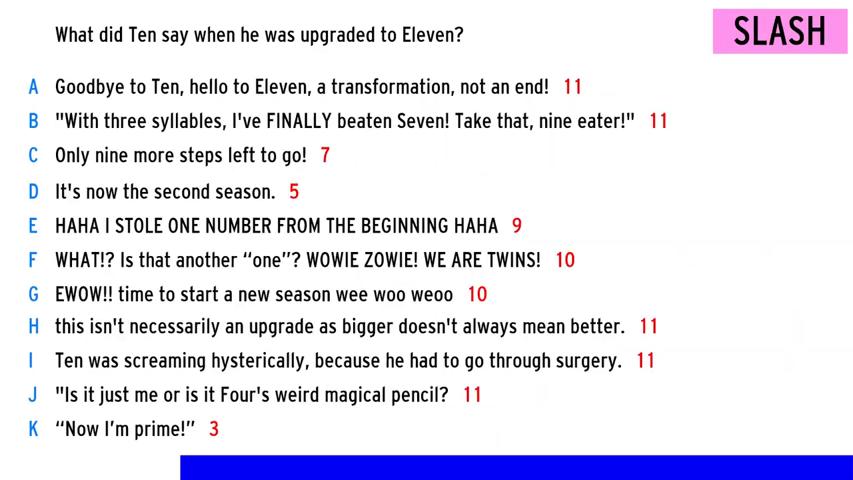 What did Ten say when he was upgraded to Eleven?
SLASH
A Goodbye to Ten, hello to Eleven, a transformation, not an end! 11
B "With three syllables, I've FINALLY beaten Seven! Take that, nine eater!" 11
C Only nine more steps left to go! 7
D It's now the second season. 5
E HAHA I STOLE ONE NUMBER FROM THE BEGINNING HAHA 9
F WHAT!? Is that another “one”? WOWIE ZOWIE! WE ARE TWINS! 10
G EWOW!! time to start a new season wee woo weoo 10
H this isn't necessarily an upgrade as bigger doesn't always mean better. 11
I Ten was screaming hysterically, because he had to go through surgery. 11
J "Is it just me or is it Four's weird magical pencil? 11
K “Now I'm prime!” 3